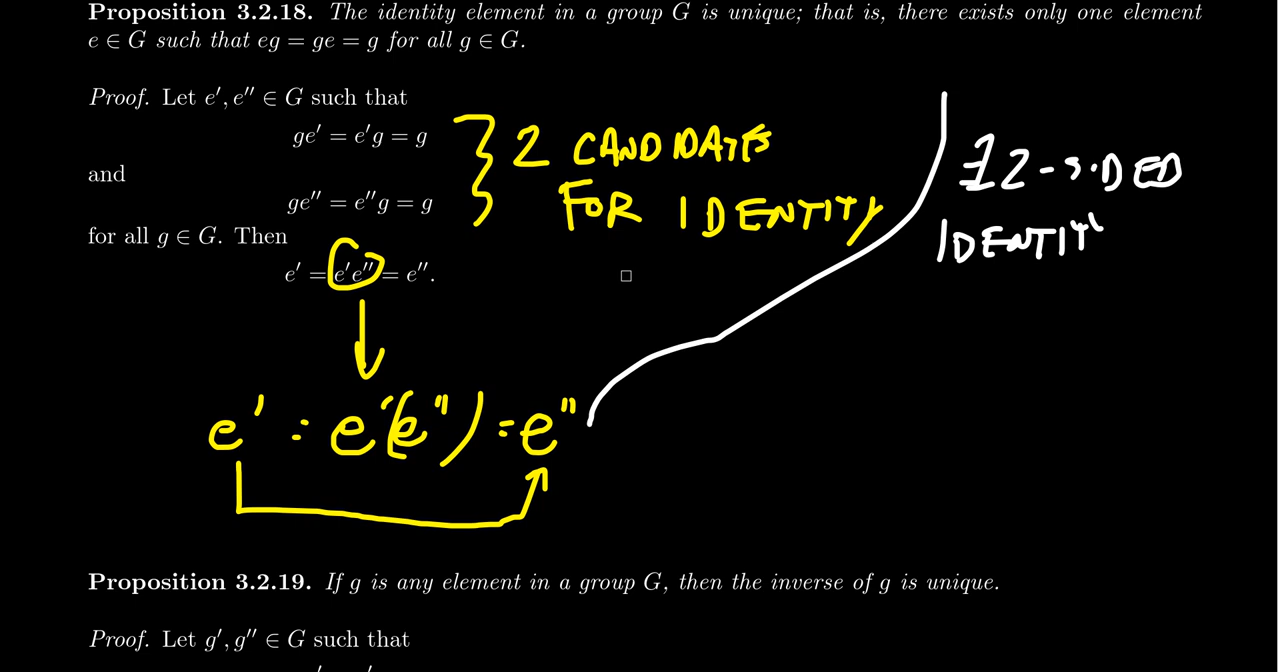 Proposition 3.2.18. The identity element in a group G is unique; that is, there exists only one element
e ∈ G such that eg = ge = g for all g ∈ G.
Proof. Let e′, e″ ∈ G such that
ge′ = e′g = g
and
ge″ = e″g = g
for all g ∈ G. Then
e′ = e′e″ = e″.
□
} 2 CANDIDATES
FOR IDENTITY
e' = e'(e") = e"
∃ 2-SIDED
IDENTITY
Proposition 3.2.19. If g is any element in a group G, then the inverse of g is unique.
Proof. Let g′, g″ ∈ G such that